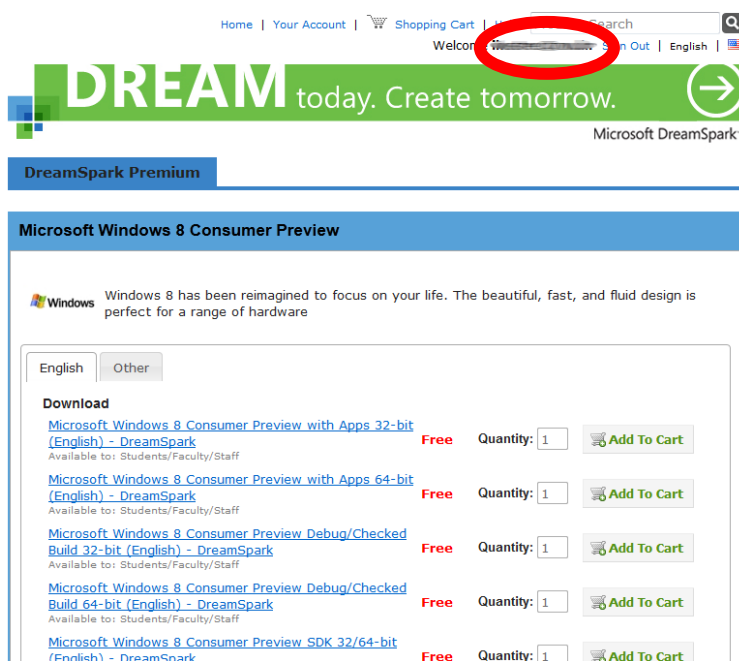 Home | Your Account | Shopping Cart | Search
Welcome Out | English |
DREAM today. Create tomorrow.
Microsoft DreamSpark
DreamSpark Premium
Microsoft Windows 8 Consumer Preview
Windows
Windows 8 has been reimagined to focus on your life. The beautiful, fast, and fluid design is
perfect for a range of hardware
English Other
Download
Microsoft Windows 8 Consumer Preview with Apps 32-bit
(English) - DreamSpark Free Quantity: 1 Add To Cart
Available to: Students/Faculty/Staff
Microsoft Windows 8 Consumer Preview with Apps 64-bit
(English) - DreamSpark Free Quantity: 1 Add To Cart
Available to: Students/Faculty/Staff
Microsoft Windows 8 Consumer Preview Debug/Checked
Build 32-bit (English) - DreamSpark Free Quantity: 1 Add To Cart
Available to: Students/Faculty/Staff
Microsoft Windows 8 Consumer Preview Debug/Checked
Build 64-bit (English) - DreamSpark Free Quantity: 1 Add To Cart
Available to: Students/Faculty/Staff
Microsoft Windows 8 Consumer Preview SDK 32/64-bit
(English) - DreamSpark Free Quantity: 1 Add To Cart